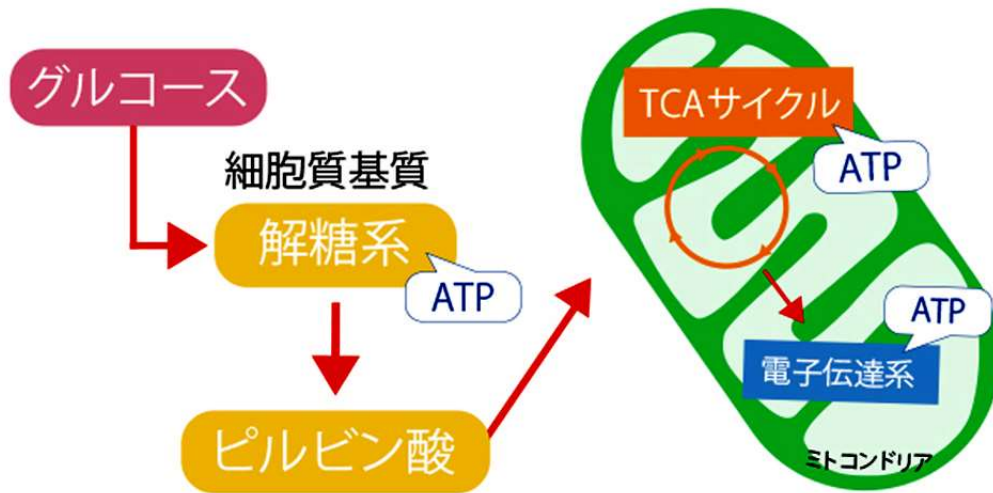 グルコース
細胞質基質
解糖系
ATP
ピルビン酸
TCAサイクル
ATP
ATP
電子伝達系
ミトコンドリア